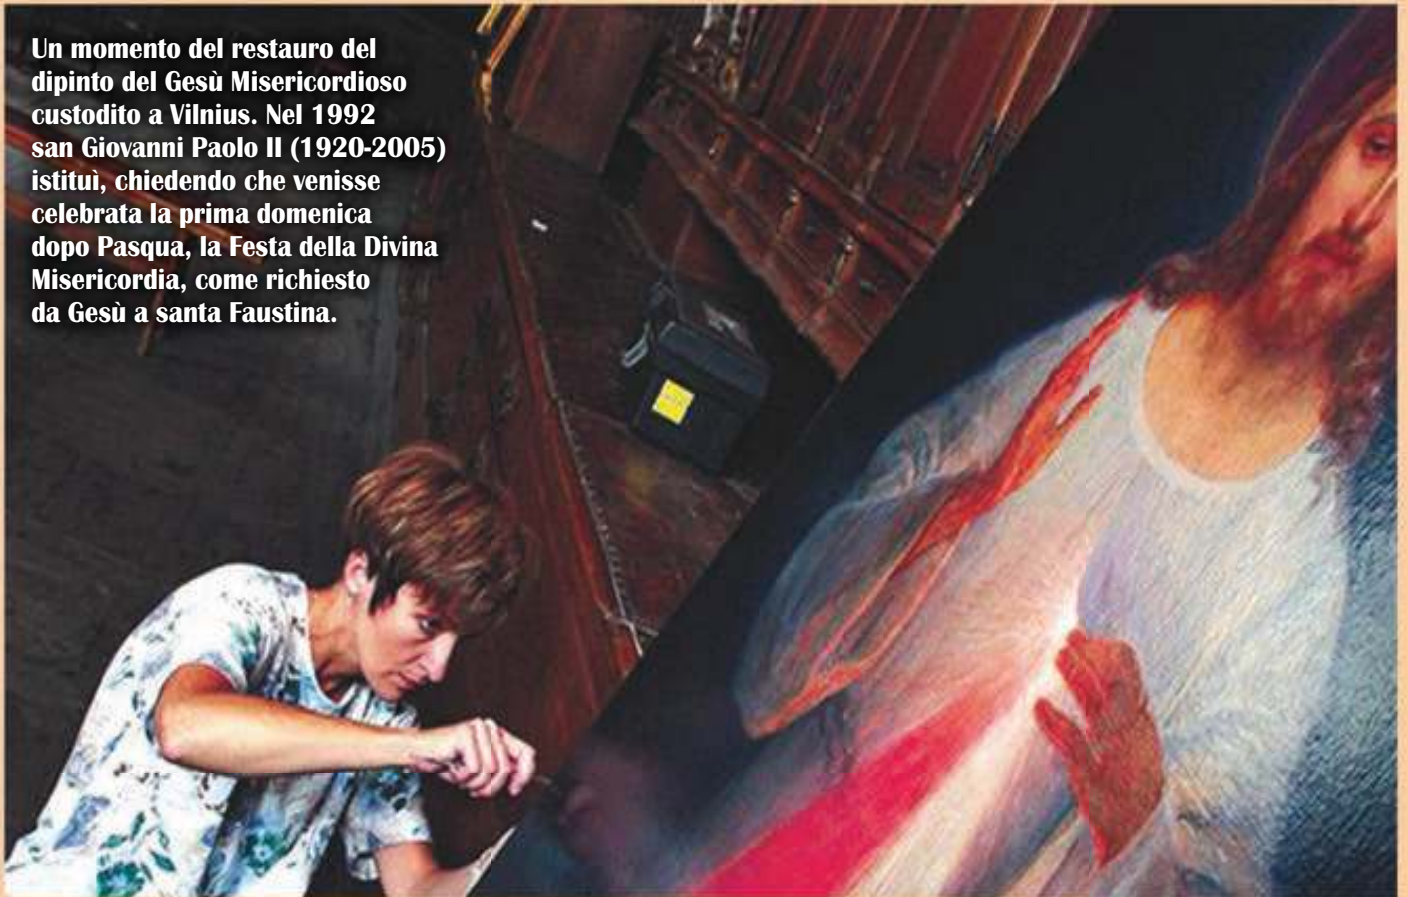 Un momento del restauro del
dipinto del Gesù Misericordioso
custodito a Vilnius. Nel 1992
san Giovanni Paolo II (1920-2005)
istituì, chiedendo che venisse
celebrata la prima domenica
dopo Pasqua, la Festa della Divina
Misericordia, come richiesto
da Gesù a santa Faustina.